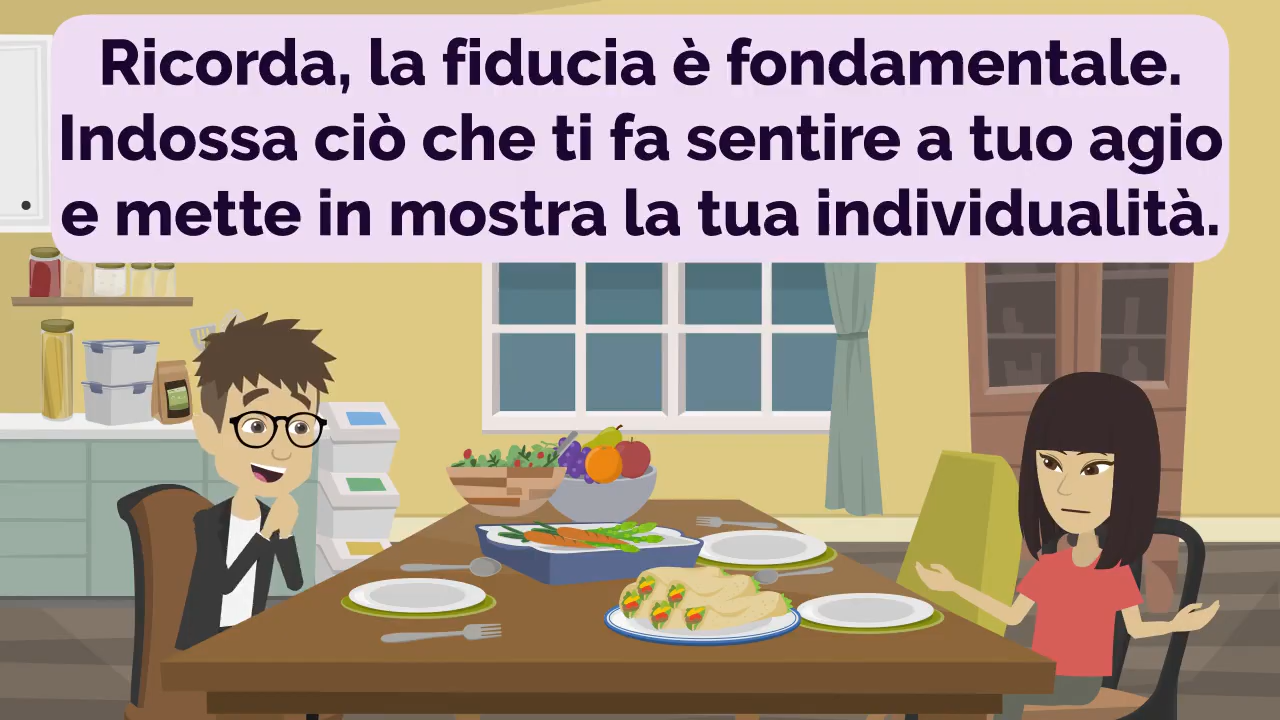 Ricorda, la fiducia è fondamentale.
Indossa ciò che ti fa sentire a tuo agio
e mette in mostra la tua individualità.